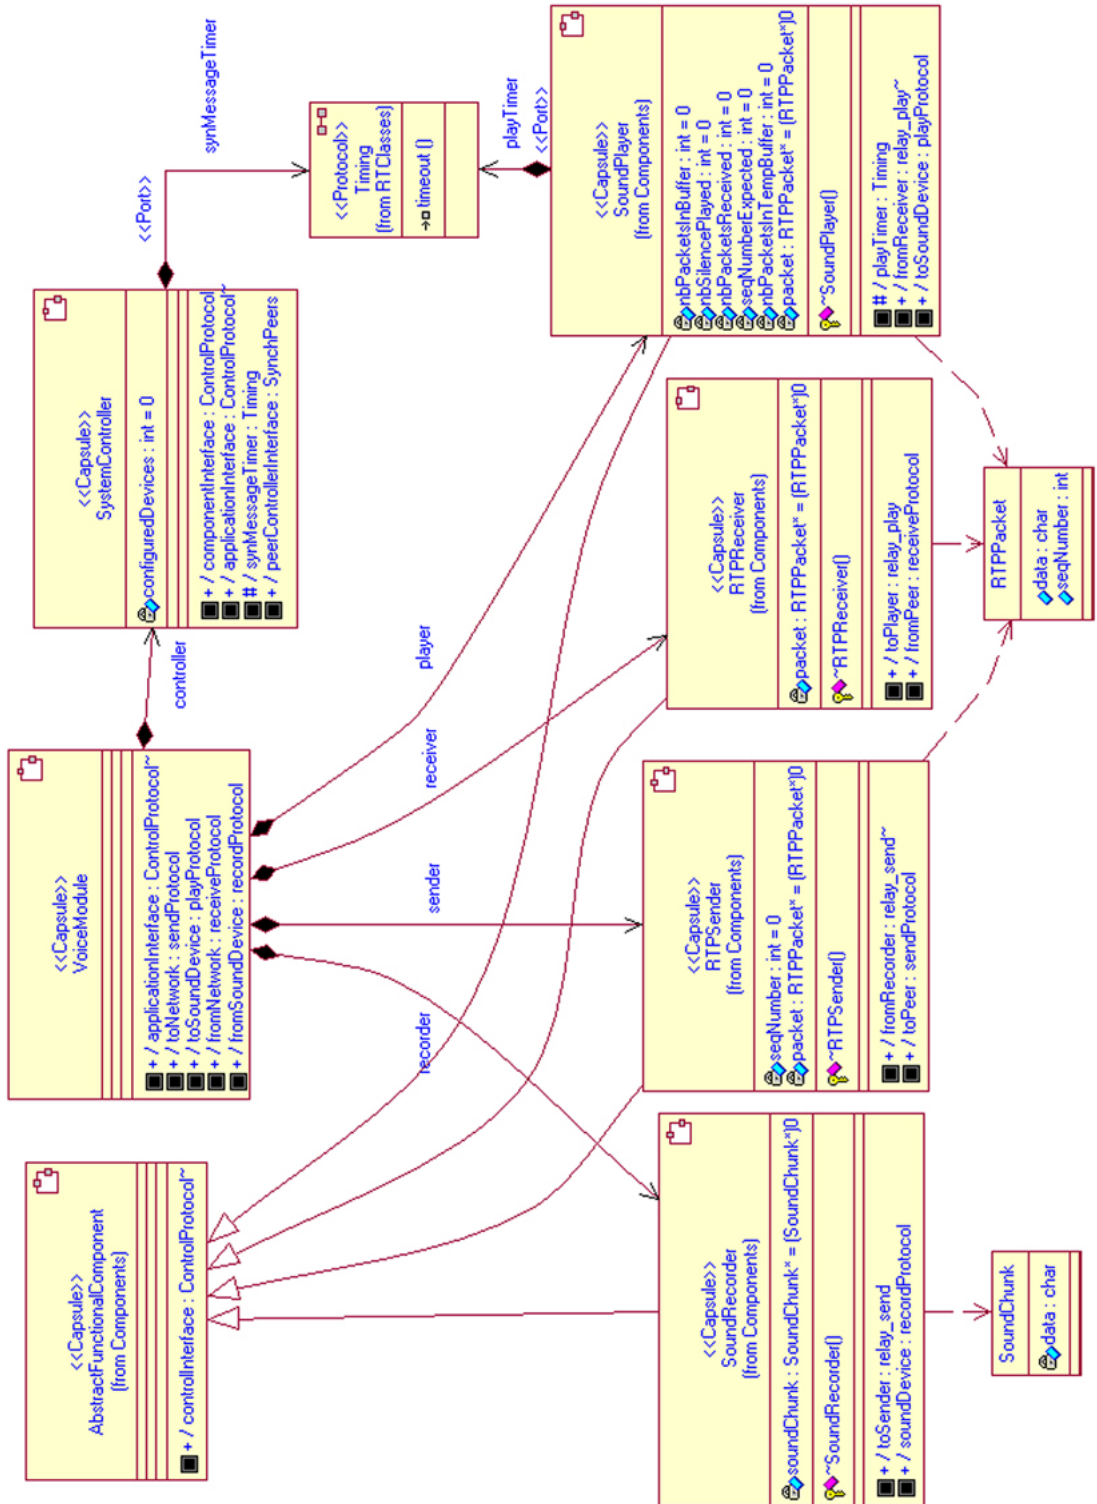 <<Capsule>>
AbstractFunctionalComponent
(from Components)
+ / controlInterface : ControlProtocol~
<<Capsule>>
VoiceModule
+ / applicationInterface : ControlProtocol~
+ / toNetwork : sendProtocol
+ / toSoundDevice : playProtocol
+ / fromNetwork : receiveProtocol
+ / fromSoundDevice : recordProtocol
controller
<<Capsule>>
SystemController
configuredDevices : int = 0
+ / componentInterface : ControlProtocol
+ / applicationInterface : ControlProtocol~
# / synMessageTimer : Timing
+ / peerControllerInterface : SynchPeers
<<Port>>
synMessageTimer
<<Protocol>>
Timing
(from RTClasses)
timeout ()
playTimer
<<Port>>
recorder
sender
receiver
player
<<Capsule>>
SoundRecorder
(from Components)
soundChunk : SoundChunk* = (SoundChunk*)0
~SoundRecorder()
+ / toSender : relay_send
+ / soundDevice : recordProtocol
<<Capsule>>
RTPSender
(from Components)
seqNumber : int = 0
packet : RTPPacket* = (RTPPacket*)0
~RTPSender()
+ / fromRecorder : relay_send~
+ / toPeer : sendProtocol
<<Capsule>>
RTPReceiver
(from Components)
packet : RTPPacket* = (RTPPacket*)0
~RTPReceiver()
+ / toPlayer : relay_play
+ / fromPeer : receiveProtocol
<<Capsule>>
SoundPlayer
(from Components)
nbPacketsInBuffer : int = 0
nbSilencePlayed : int = 0
nbPacketsReceived : int = 0
seqNumberExpected : int = 0
nbPacketsInTempBuffer : int = 0
packet : RTPPacket* = (RTPPacket*)0
~SoundPlayer()
# / playTimer : Timing
+ / fromReceiver : relay_play~
+ / toSoundDevice : playProtocol
SoundChunk
data : char
RTPPacket
data : char
seqNumber : int